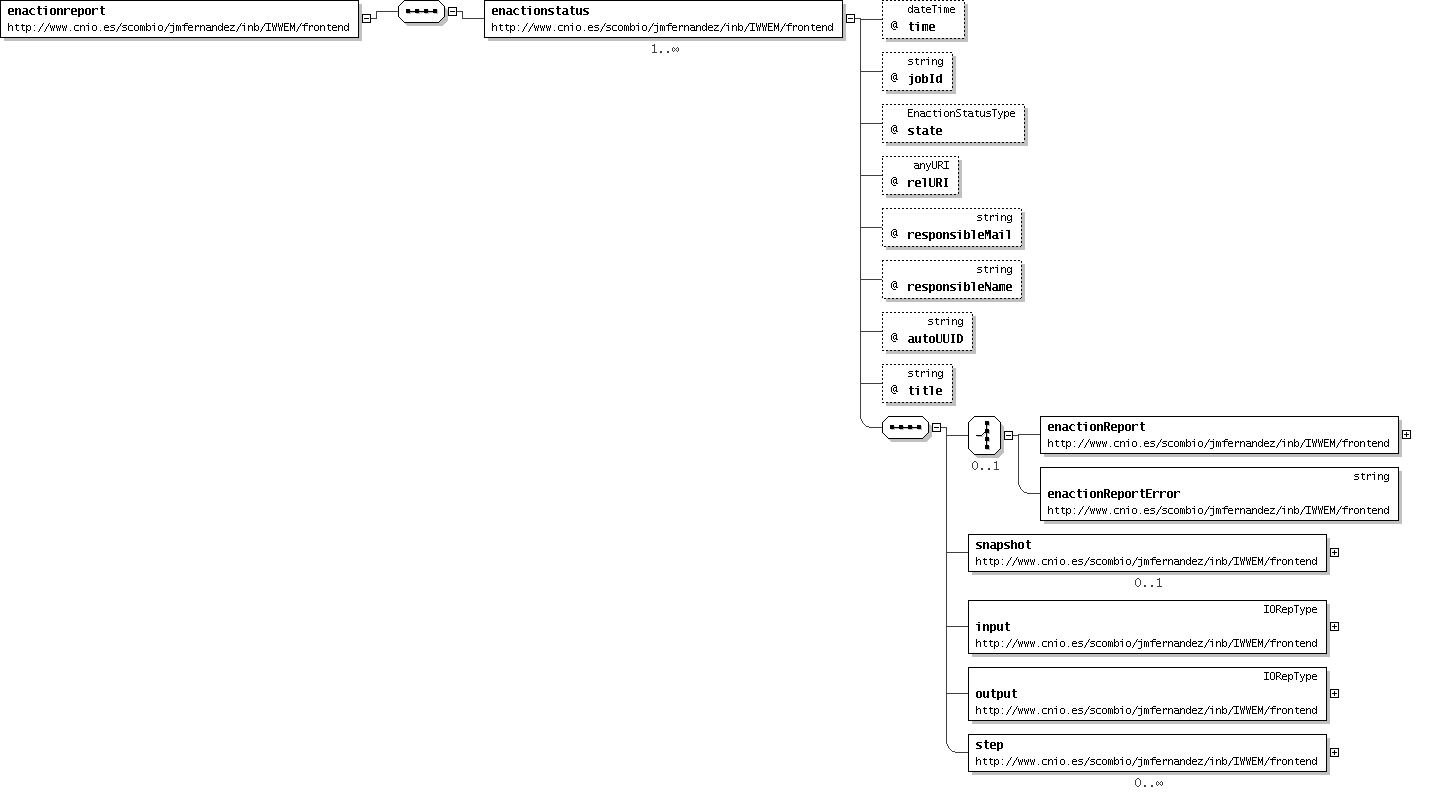 enactionreport
http://www.cnio.es/scombio/jmfernandez/inb/IWWEM/frontend
enactionstatus
http://www.cnio.es/scombio/jmfernandez/inb/IWWEM/frontend
1..∞
dateTime
@ time
string
@ jobId
EnactionStatusType
@ state
anyURI
@ relURI
string
@ responsibleMail
string
@ responsibleName
string
@ autoUUID
string
@ title
0..1
enactionReport
http://www.cnio.es/scombio/jmfernandez/inb/IWWEM/frontend
string
enactionReportError
http://www.cnio.es/scombio/jmfernandez/inb/IWWEM/frontend
snapshot
http://www.cnio.es/scombio/jmfernandez/inb/IWWEM/frontend
0..1
IORepType
input
http://www.cnio.es/scombio/jmfernandez/inb/IWWEM/frontend
IORepType
output
http://www.cnio.es/scombio/jmfernandez/inb/IWWEM/frontend
step
http://www.cnio.es/scombio/jmfernandez/inb/IWWEM/frontend
0..∞